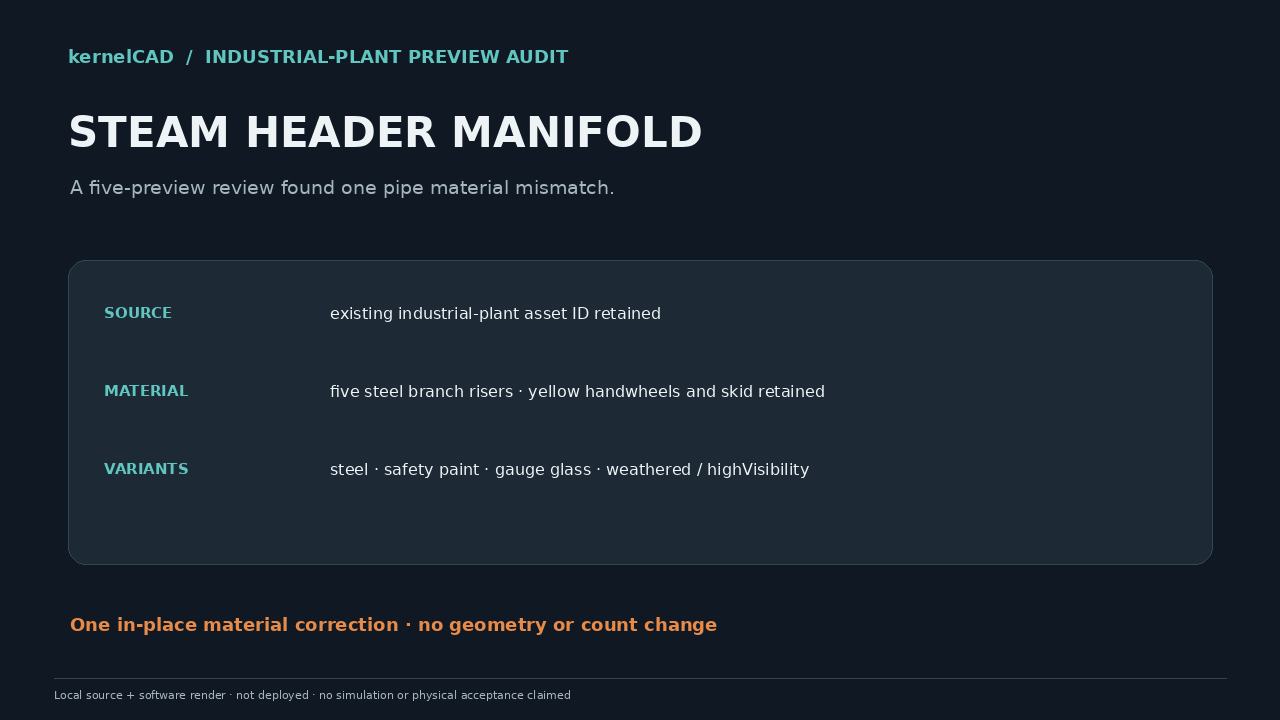 kernelCAD / INDUSTRIAL-PLANT PREVIEW AUDIT
STEAM HEADER MANIFOLD
A five-preview review found one pipe material mismatch.
SOURCE existing industrial-plant asset ID retained
MATERIAL five steel branch risers · yellow handwheels and skid retained
VARIANTS steel · safety paint · gauge glass · weathered / highVisibility
One in-place material correction · no geometry or count change
Local source + software render · not deployed · no simulation or physical acceptance claimed